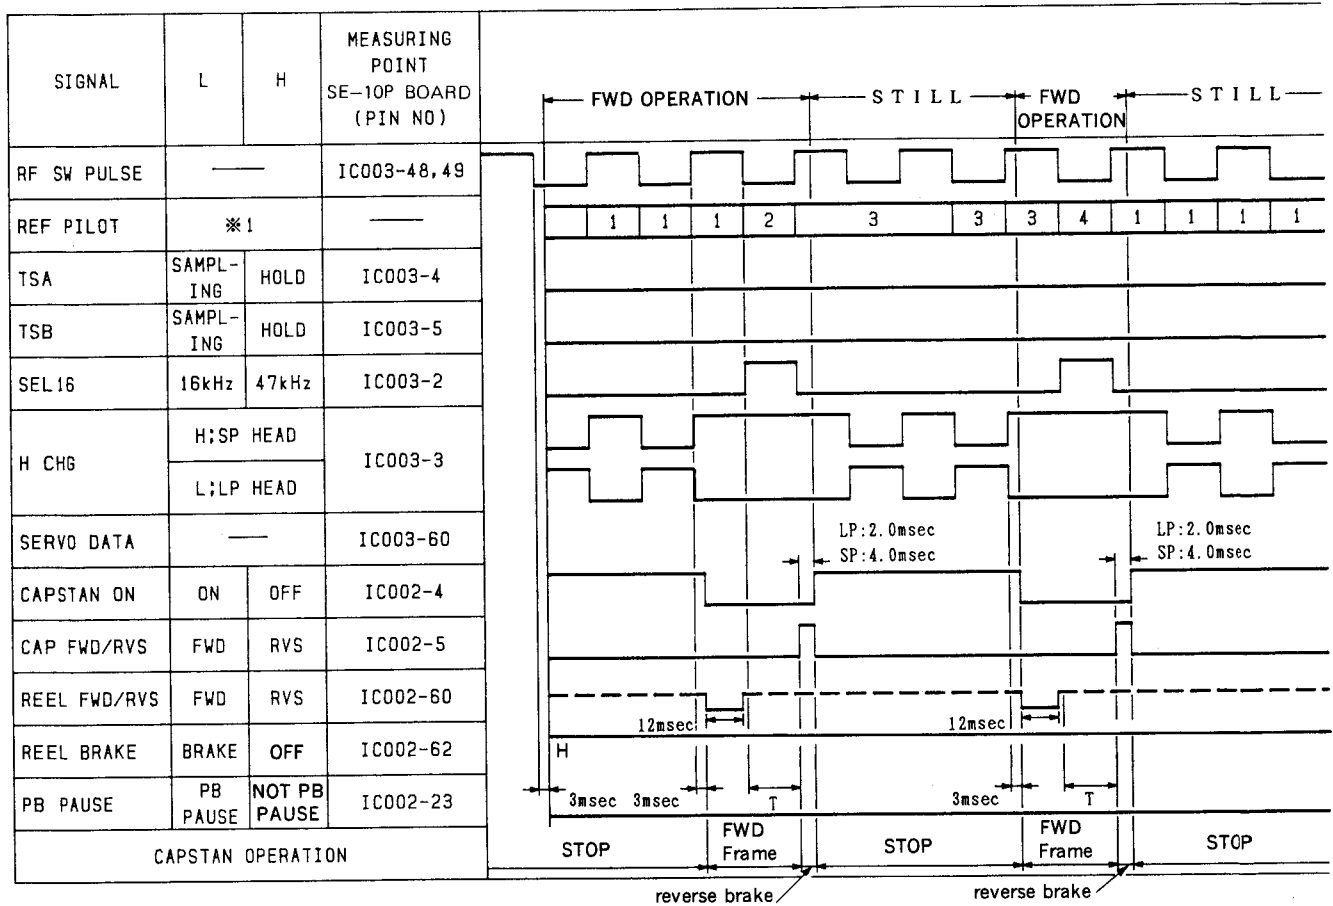 SIGNAL L H MEASURING POINT SE-10P BOARD (PIN NO)
FWD OPERATION STILL FWD OPERATION STILL
RF SW PULSE — IC003-48,49
REF PILOT ※1 — 1 1 1 2 3 3 3 4 1 1 1 1
TSA SAMPL-ING HOLD IC003-4
TSB SAMPL-ING HOLD IC003-5
SEL16 16kHz 47kHz IC003-2
H CHG H;SP HEAD IC003-3
L;LP HEAD
SERVO DATA — IC003-60
LP:2.0msec LP:2.0msec
SP:4.0msec SP:4.0msec
CAPSTAN ON ON OFF IC002-4
CAP FWD/RVS FWD RVS IC002-5
REEL FWD/RVS FWD RVS IC002-60
12msec 12msec
REEL BRAKE BRAKE OFF IC002-62 H
PB PAUSE PB PAUSE NOT PB PAUSE IC002-23
3msec 3msec T 3msec T
CAPSTAN OPERATION STOP FWD Frame STOP FWD Frame STOP
reverse brake reverse brake